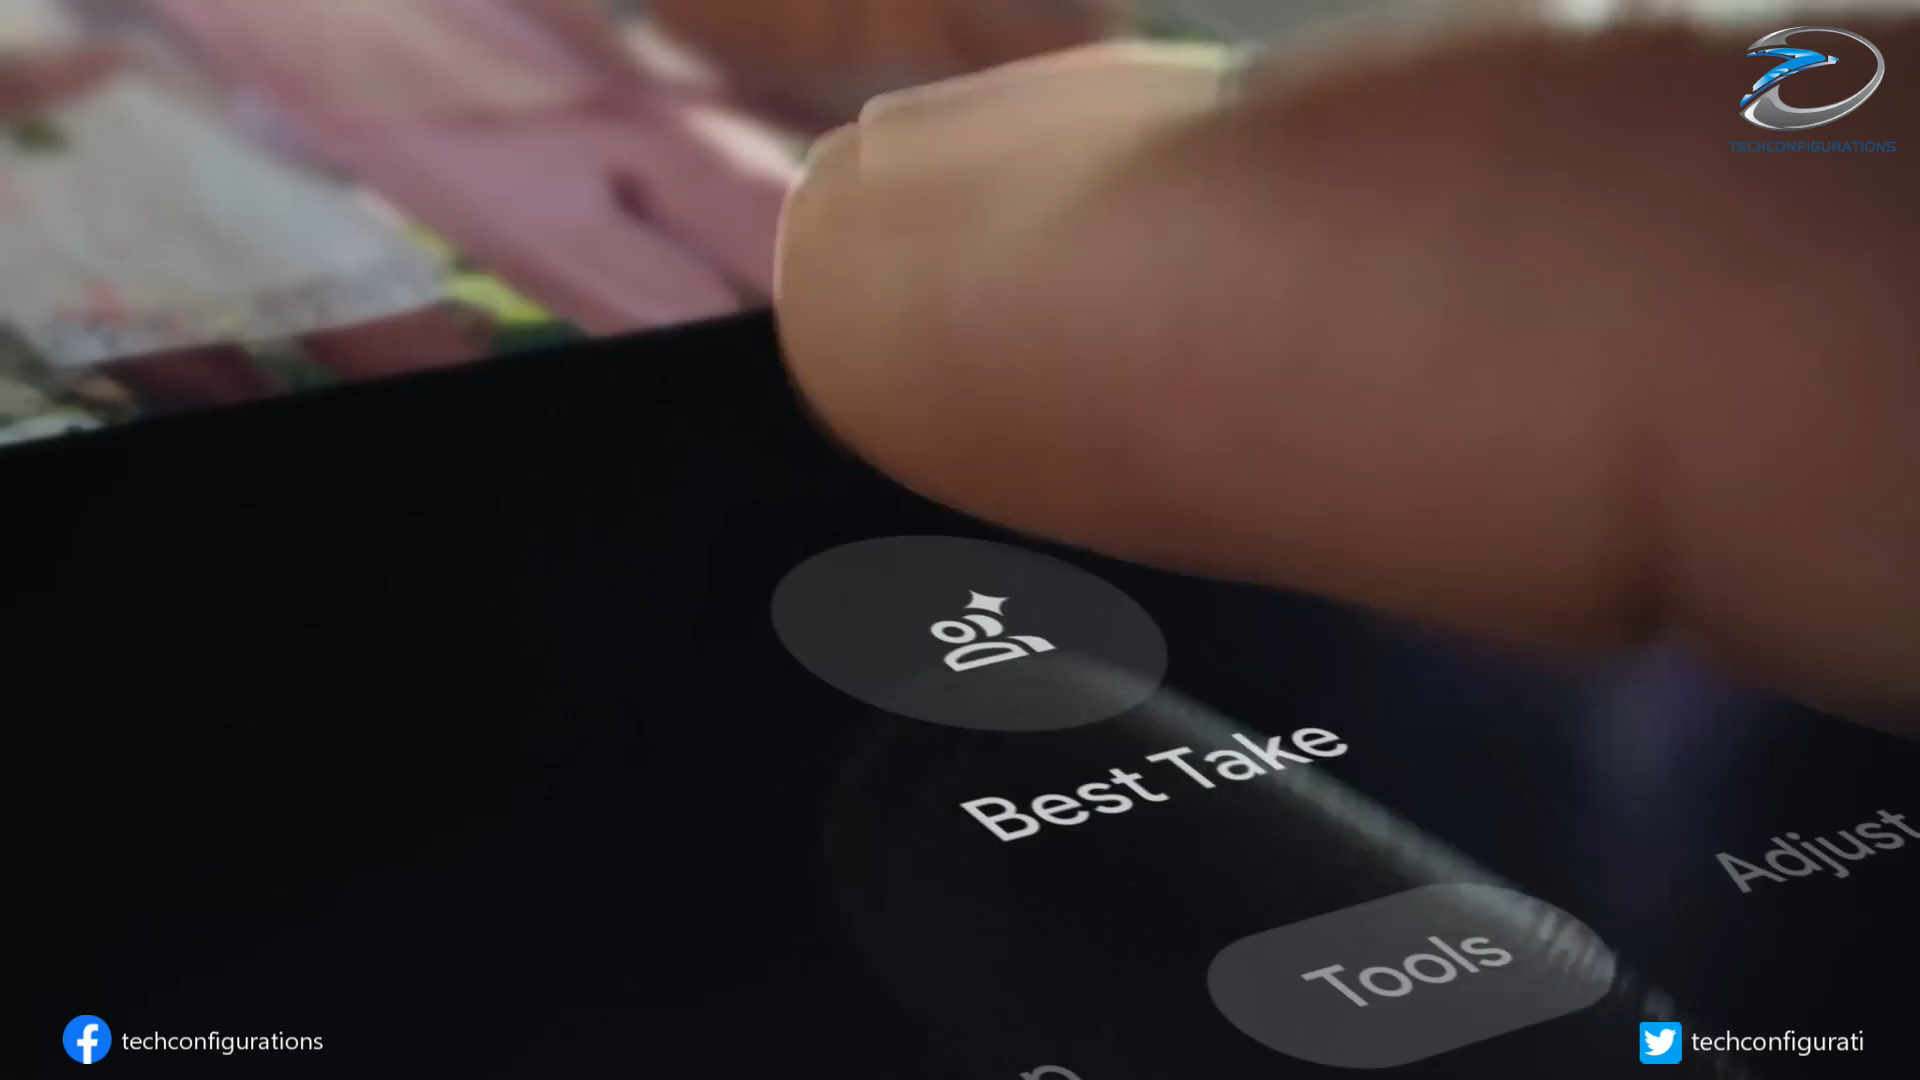 TECHCONFIGURATIONS
Best Take
Adjust
Tools
techconfigurations
techconfigurati